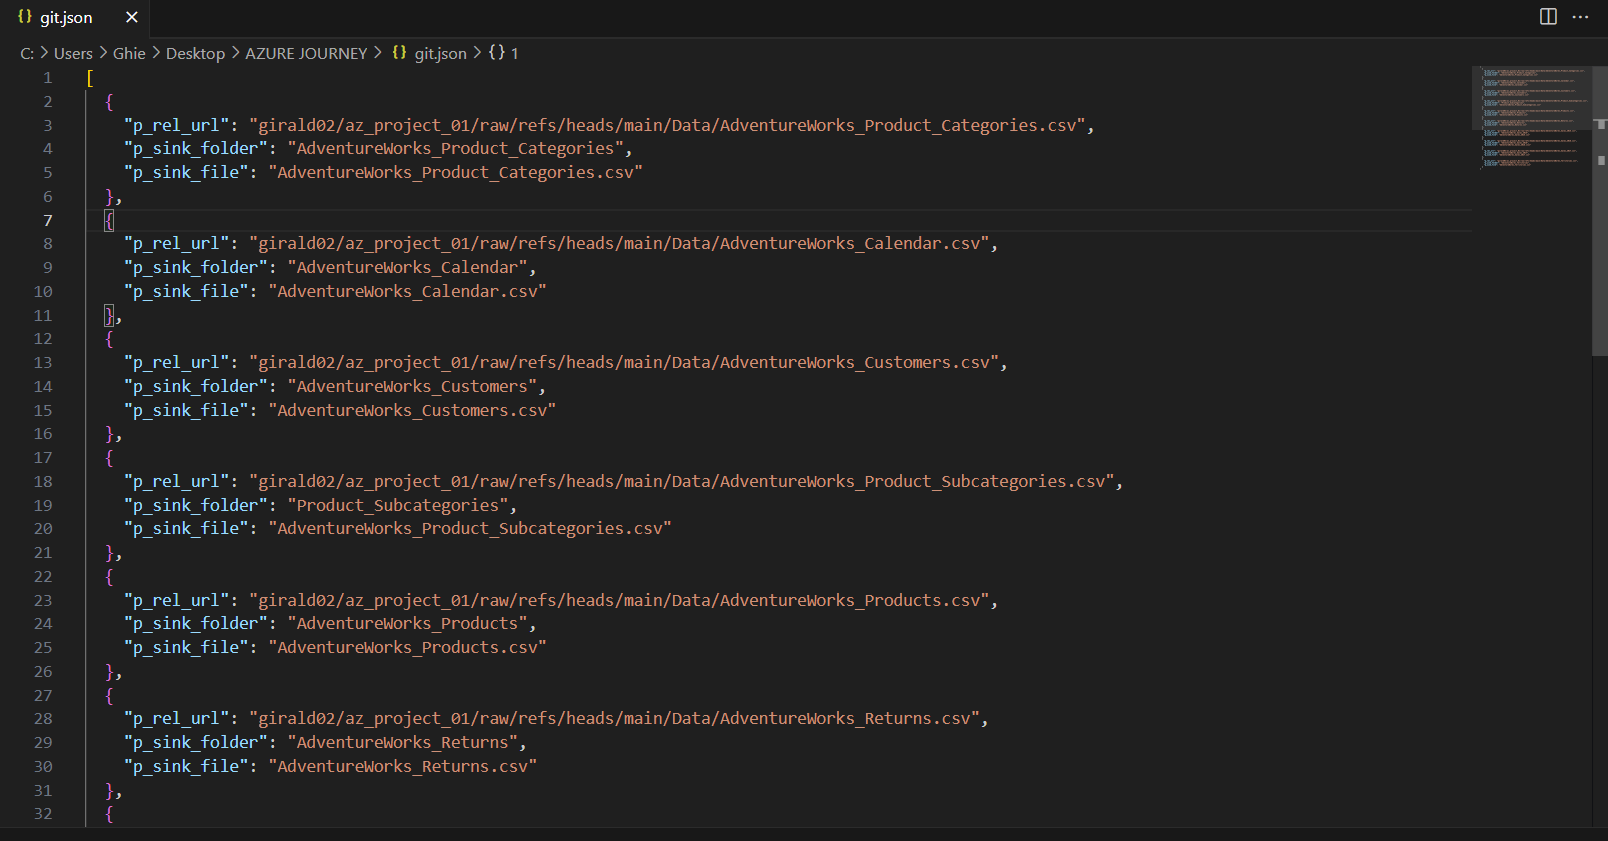 {} git.json ×
C: > Users > Ghie > Desktop > AZURE JOURNEY > {} git.json > {} 1
1 [
2 {
3 "p_rel_url": "girald02/az_project_01/raw/refs/heads/main/Data/AdventureWorks_Product_Categories.csv",
4 "p_sink_folder": "AdventureWorks_Product_Categories",
5 "p_sink_file": "AdventureWorks_Product_Categories.csv"
6 },
7 {
8 "p_rel_url": "girald02/az_project_01/raw/refs/heads/main/Data/AdventureWorks_Calendar.csv",
9 "p_sink_folder": "AdventureWorks_Calendar",
10 "p_sink_file": "AdventureWorks_Calendar.csv"
11 },
12 {
13 "p_rel_url": "girald02/az_project_01/raw/refs/heads/main/Data/AdventureWorks_Customers.csv",
14 "p_sink_folder": "AdventureWorks_Customers",
15 "p_sink_file": "AdventureWorks_Customers.csv"
16 },
17 {
18 "p_rel_url": "girald02/az_project_01/raw/refs/heads/main/Data/AdventureWorks_Product_Subcategories.csv",
19 "p_sink_folder": "Product_Subcategories",
20 "p_sink_file": "AdventureWorks_Product_Subcategories.csv"
21 },
22 {
23 "p_rel_url": "girald02/az_project_01/raw/refs/heads/main/Data/AdventureWorks_Products.csv",
24 "p_sink_folder": "AdventureWorks_Products",
25 "p_sink_file": "AdventureWorks_Products.csv"
26 },
27 {
28 "p_rel_url": "girald02/az_project_01/raw/refs/heads/main/Data/AdventureWorks_Returns.csv",
29 "p_sink_folder": "AdventureWorks_Returns",
30 "p_sink_file": "AdventureWorks_Returns.csv"
31 },
32 {